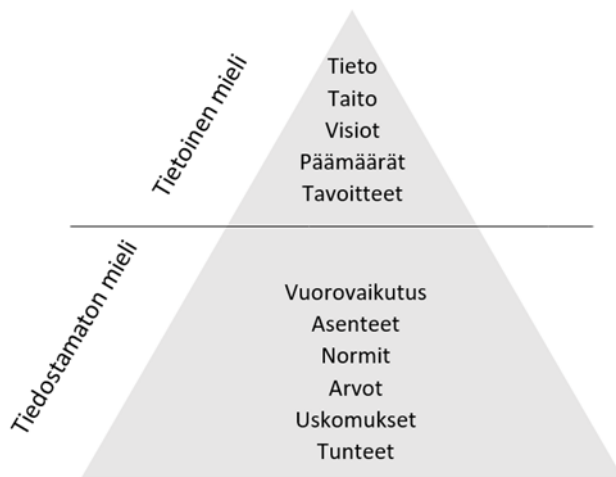 Tietoinen mieli
Tieto
Taito
Visiot
Päämäärät
Tavoitteet
Tiedostamaton mieli
Vuorovaikutus
Asenteet
Normit
Arvot
Uskomukset
Tunteet